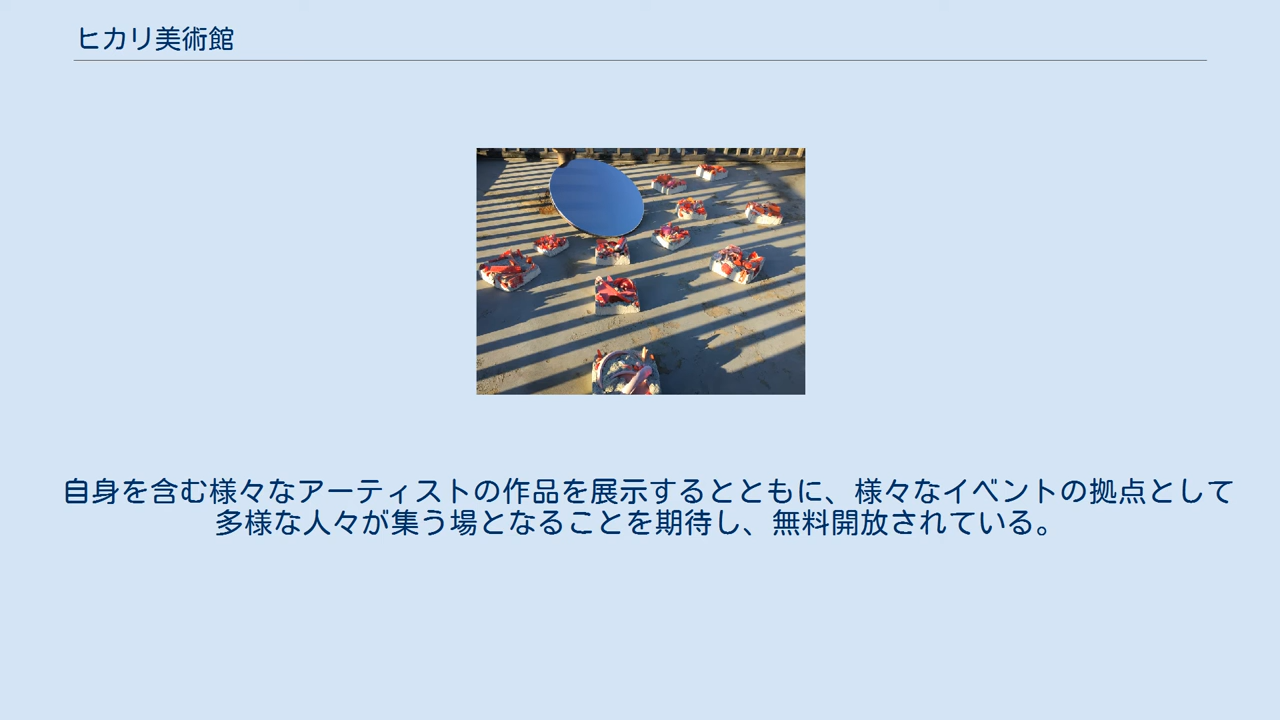 ヒカリ美術館
自身を含む様々なアーティストの作品を展示するとともに、様々なイベントの拠点として
多様な人々が集う場となることを期待し、無料開放されている。